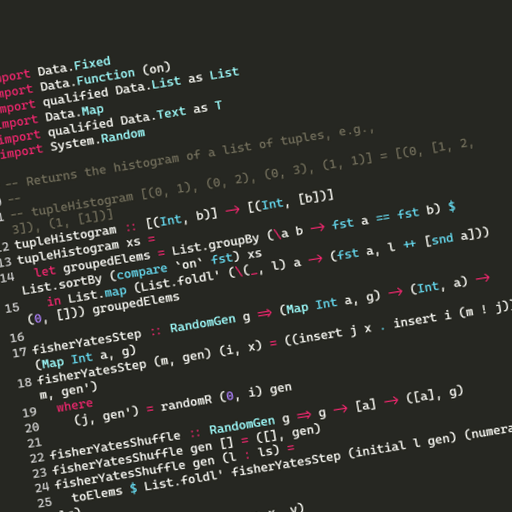 import Data.Fixed
import Data.Function (on)
import qualified Data.List as List
import Data.Map
import qualified Data.Text as T
import System.Random
-- Returns the histogram of a list of tuples, e.g.,
--
-- tupleHistogram [(0, 1), (0, 2), (0, 3), (1, 1)] = [(0, [1, 2,
3]), (1, [1])]
12 tupleHistogram :: [(Int, b)] → [(Int, [b])]
13 tupleHistogram xs =
14 let groupedElems = List.groupBy (\a b → fst a == fst b) $
List.sortBy (compare `on` fst) xs
15 in List.map (List.foldl' (\(_, l) a → (fst a, l ++ [snd a]))
(0, [])) groupedElems
16
17 fisherYatesStep :: RandomGen g ⇒ (Map Int a, g) → (Int, a) →
(Map Int a, g)
18 fisherYatesStep (m, gen) (i, x) = ((insert j x . insert i (m ! j))
m, gen')
19 where
20 (j, gen') = randomR (0, i) gen
21
22 fisherYatesShuffle :: RandomGen g ⇒ g → [a] → ([a], g)
23 fisherYatesShuffle gen [] = ([], gen)
24 fisherYatesShuffle gen (l : ls) =
25 toElems $ List.foldl' fisherYatesStep (initial l gen) (numera